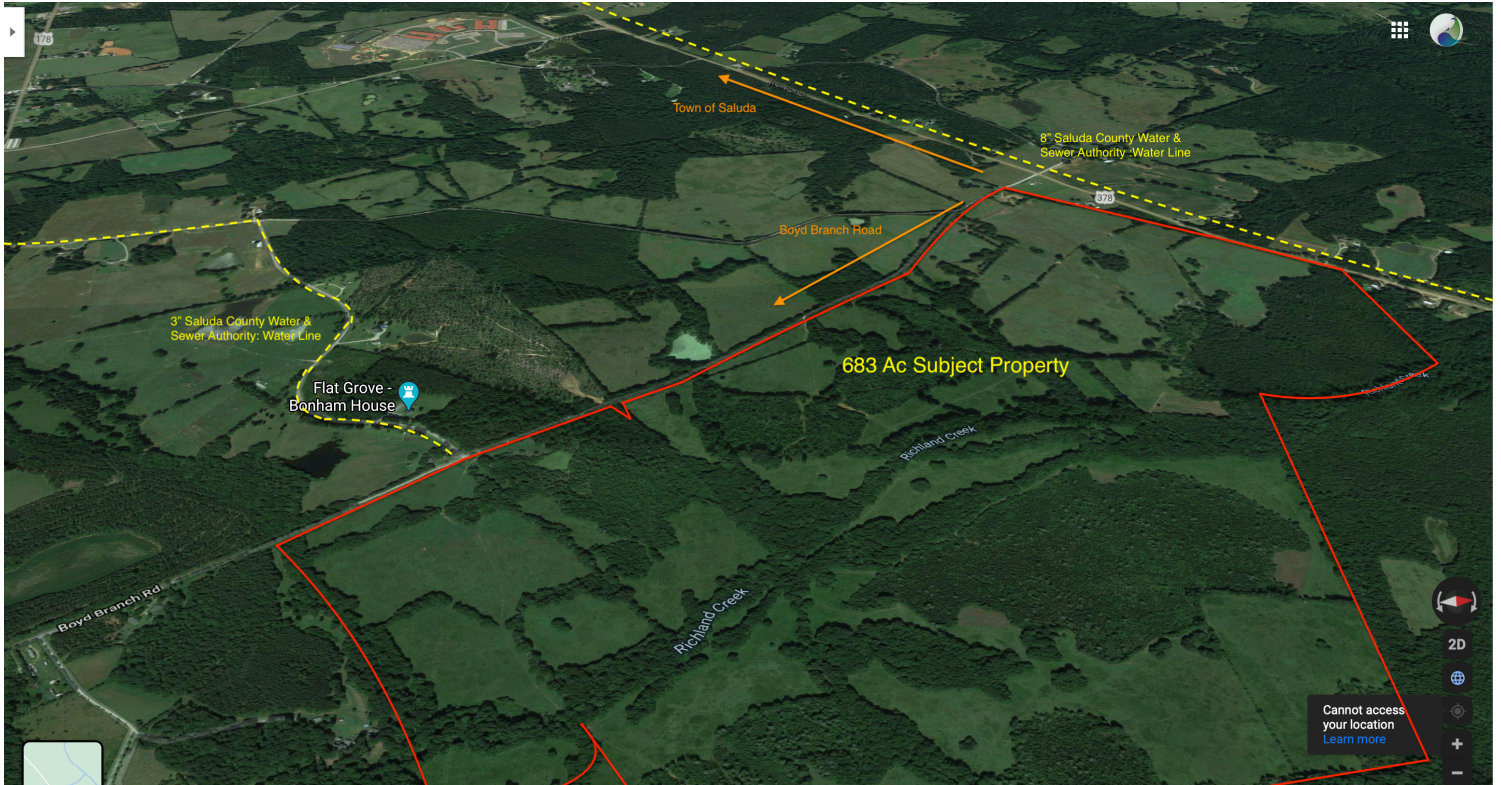 178
Town of Saluda
8" Saluda County Water &
Sewer Authority :Water Line
378
Boyd Branch Road
3" Saluda County Water &
Sewer Authority: Water Line
683 Ac Subject Property
Flat Grove -
Bonham House
Richland Creek
Richland Creek
Richland Creek
Boyd Branch Rd
2D
Cannot access
your location
Learn more